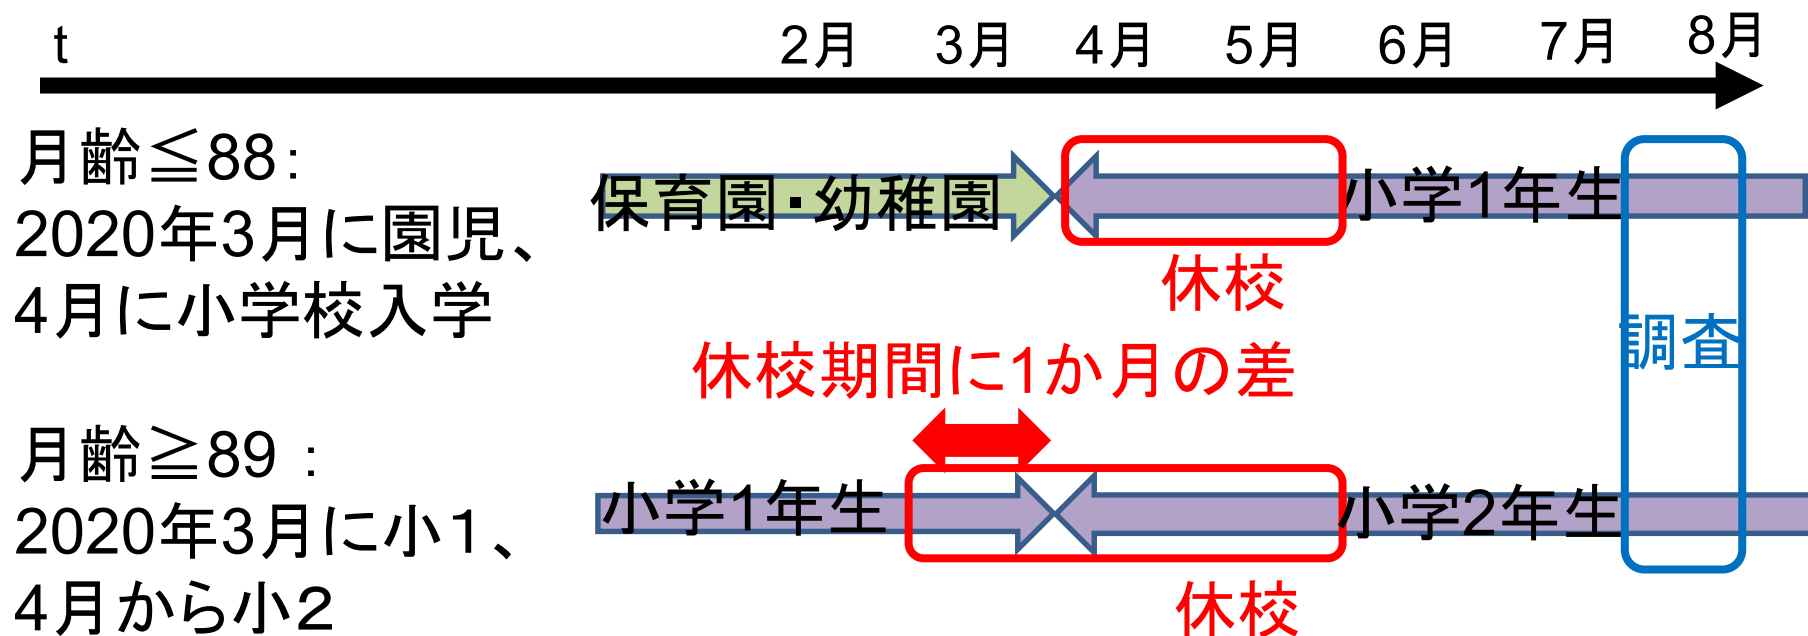 t
2月 3月 4月 5月 6月 7月 8月
月齢≦88:
2020年3月に園児、
4月に小学校入学
保育園・幼稚園
小学1年生
休校
休校期間に1か月の差
調査
月齢≧89 :
2020年3月に小１、
4月から小２
小学1年生
小学2年生
休校